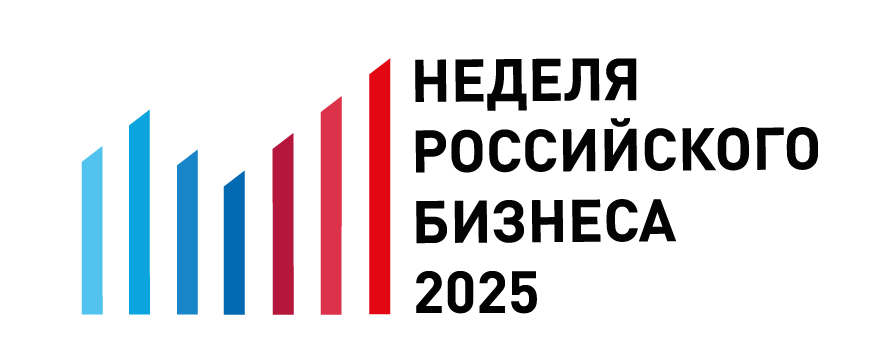 НЕДЕЛЯ
РОССИЙСКОГО
БИЗНЕСА
2025